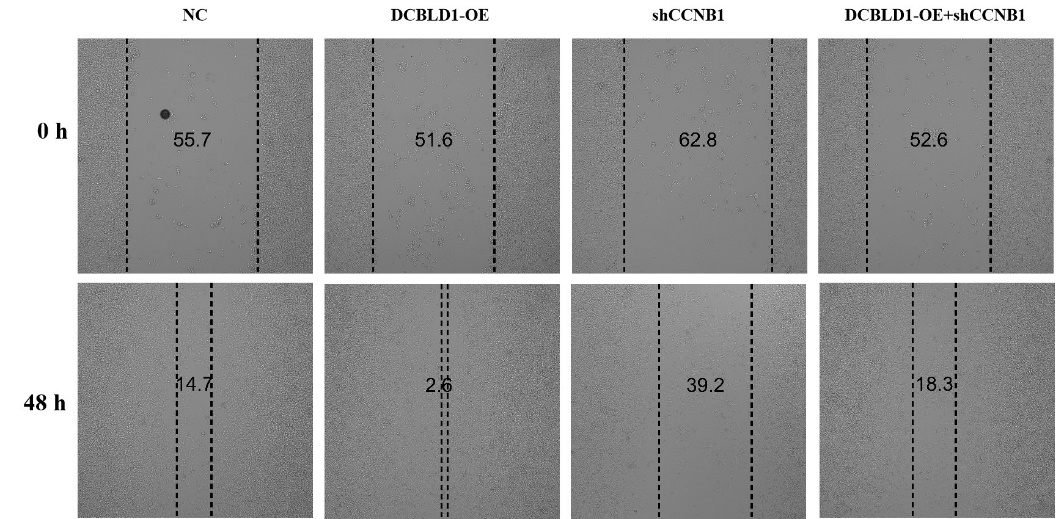 NC DCBLD1-OE shCCNB1 DCBLD1-OE+shCCNB1
0 h 55.7 51.6 62.8 52.6
48 h 14.7 2.6 39.2 18.3